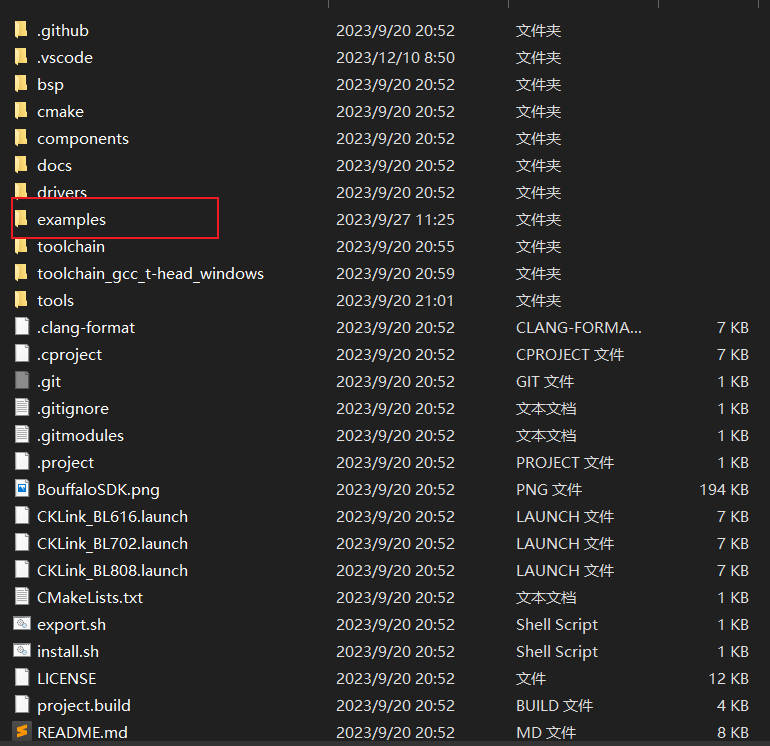 .github 2023/9/20 20:52 文件夹
.vscode 2023/12/10 8:50 文件夹
bsp 2023/9/20 20:52 文件夹
cmake 2023/9/20 20:52 文件夹
components 2023/9/20 20:52 文件夹
docs 2023/9/20 20:52 文件夹
drivers 2023/9/20 20:52 文件夹
examples 2023/9/27 11:25 文件夹
toolchain 2023/9/20 20:55 文件夹
toolchain_gcc_t-head_windows 2023/9/20 20:59 文件夹
tools 2023/9/20 21:01 文件夹
.clang-format 2023/9/20 20:52 CLANG-FORMA... 7 KB
.cproject 2023/9/20 20:52 CPROJECT 文件 7 KB
.git 2023/9/20 20:52 GIT 文件 1 KB
.gitignore 2023/9/20 20:52 文本文档 1 KB
.gitmodules 2023/9/20 20:52 文本文档 1 KB
.project 2023/9/20 20:52 PROJECT 文件 1 KB
BouffaloSDK.png 2023/9/20 20:52 PNG 文件 194 KB
CKLink_BL616.launch 2023/9/20 20:52 LAUNCH 文件 7 KB
CKLink_BL702.launch 2023/9/20 20:52 LAUNCH 文件 7 KB
CKLink_BL808.launch 2023/9/20 20:52 LAUNCH 文件 7 KB
CMakeLists.txt 2023/9/20 20:52 文本文档 1 KB
export.sh 2023/9/20 20:52 Shell Script 1 KB
install.sh 2023/9/20 20:52 Shell Script 1 KB
LICENSE 2023/9/20 20:52 文件 12 KB
project.build 2023/9/20 20:52 BUILD 文件 4 KB
README.md 2023/9/20 20:52 MD 文件 8 KB